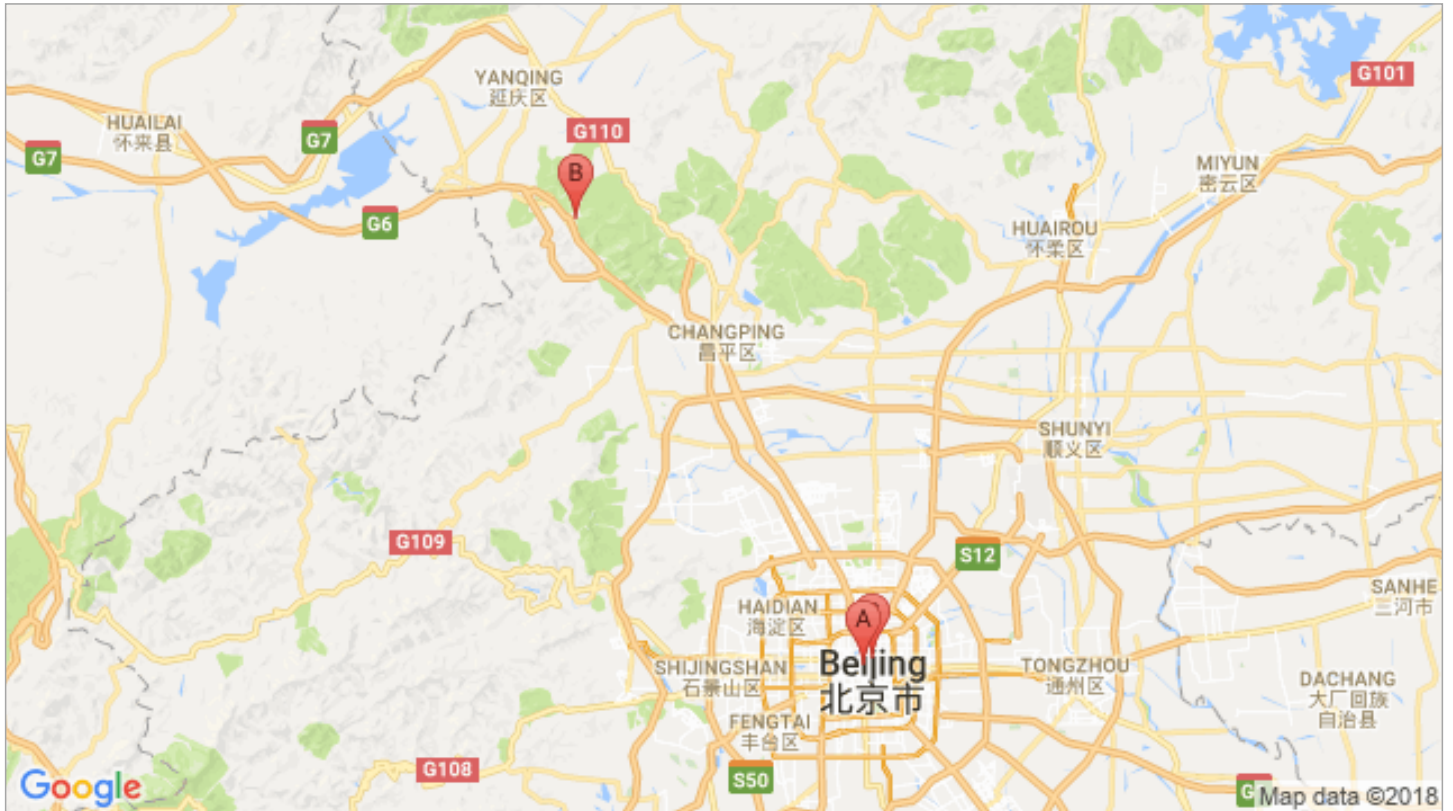 G101
YANQING
延庆区
HUAILAI
怀来县
G110
G7
G7
MIYUN
密云区
B
G6
HUAIROU
怀柔区
CHANGPING
昌平区
SHUNYI
顺义区
G109
S12
SANHE
三河市
HAIDIAN
海淀区
A
Beijing
北京市
SHIJINGSHAN
石景山区
TONGZHOU
通州区
DACHANG
大厂回族
自治县
FENGTAI
丰台区
G108
S50
Google
Map data ©2018